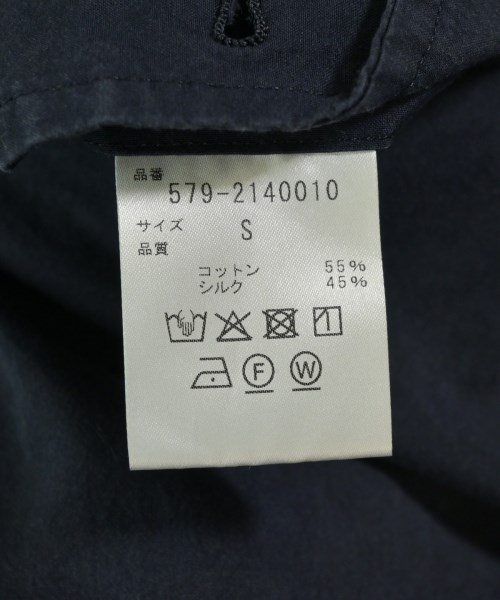 品番
579-2140010
サイズ S
品質
コットン 55%
シルク 45%
F W